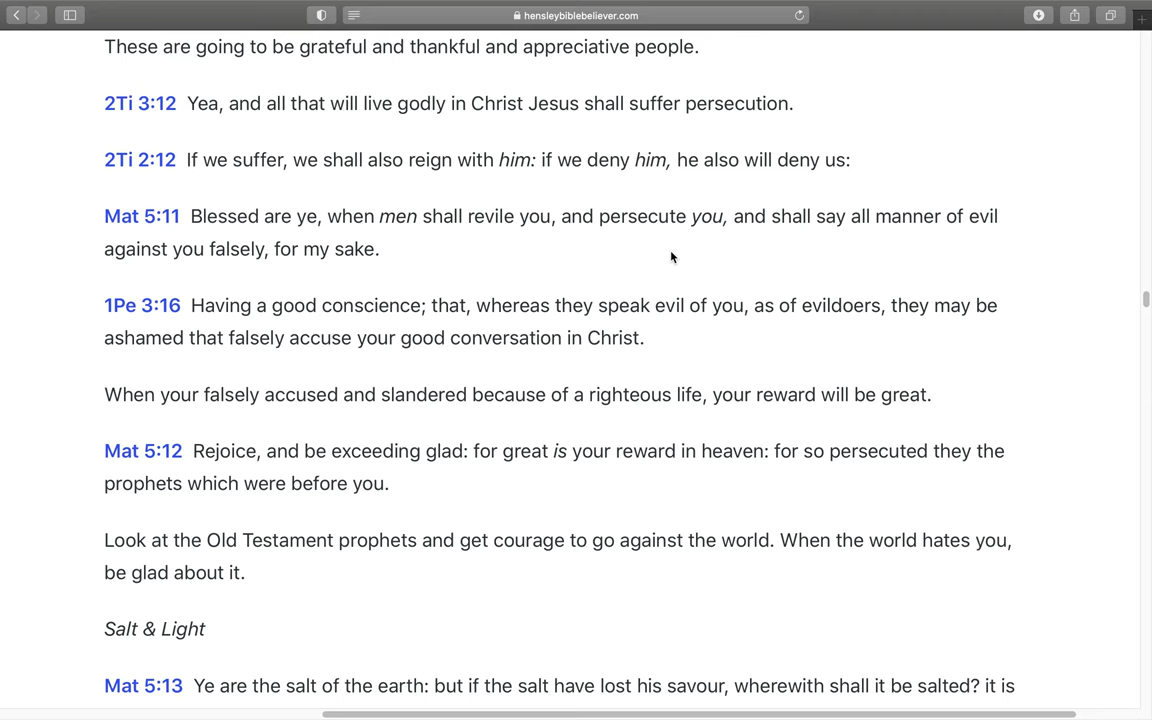 hensleybiblebeliever.com
These are going to be grateful and thankful and appreciative people.
2Ti 3:12 Yea, and all that will live godly in Christ Jesus shall suffer persecution.
2Ti 2:12 If we suffer, we shall also reign with him: if we deny him, he also will deny us:
Mat 5:11 Blessed are ye, when men shall revile you, and persecute you, and shall say all manner of evil
against you falsely, for my sake.
1Pe 3:16 Having a good conscience; that, whereas they speak evil of you, as of evildoers, they may be
ashamed that falsely accuse your good conversation in Christ.
When your falsely accused and slandered because of a righteous life, your reward will be great.
Mat 5:12 Rejoice, and be exceeding glad: for great is your reward in heaven: for so persecuted they the
prophets which were before you.
Look at the Old Testament prophets and get courage to go against the world. When the world hates you,
be glad about it.
Salt & Light
Mat 5:13 Ye are the salt of the earth: but if the salt have lost his savour, wherewith shall it be salted? it is